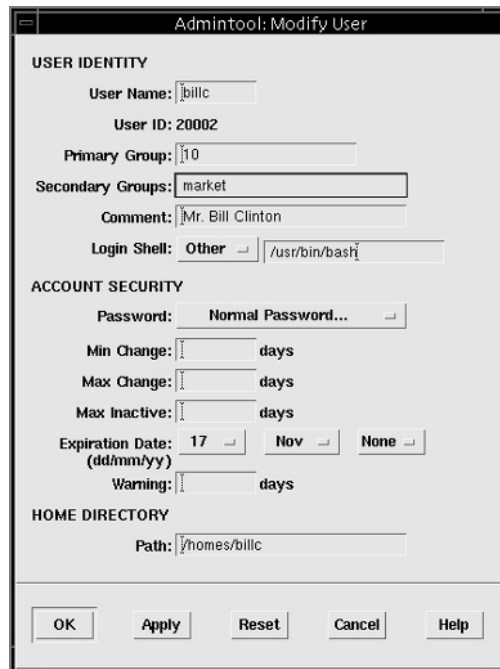 Admintool: Modify User
USER IDENTITY
User Name: billc
User ID: 20002
Primary Group: 10
Secondary Groups: market
Comment: Mr. Bill Clinton
Login Shell: Other /usr/bin/bash
ACCOUNT SECURITY
Password: Normal Password...
Min Change: days
Max Change: days
Max Inactive: days
Expiration Date: 17 Nov None
(dd/mm/yy)
Warning: days
HOME DIRECTORY
Path: /homes/billc
OK Apply Reset Cancel Help